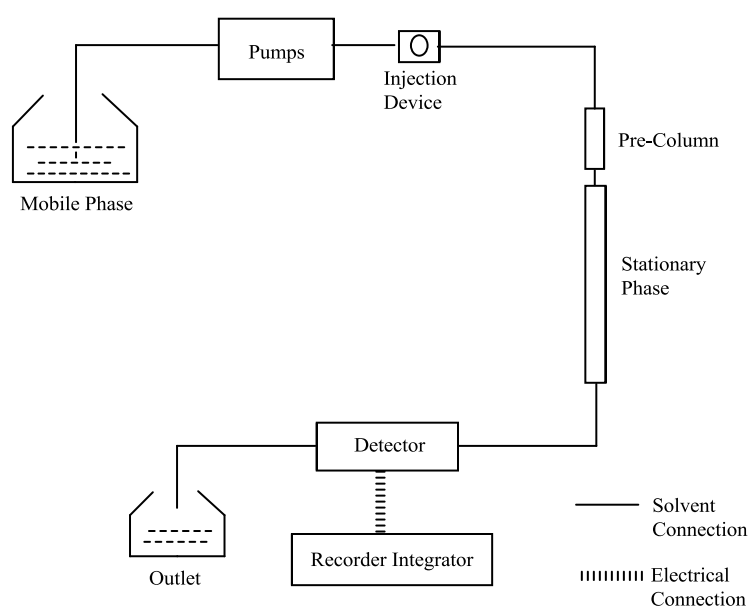 Pumps
Injection
Device
Pre-Column
Mobile Phase
Stationary
Phase
Detector
Recorder Integrator
Outlet
Solvent
Connection
Electrical
Connection